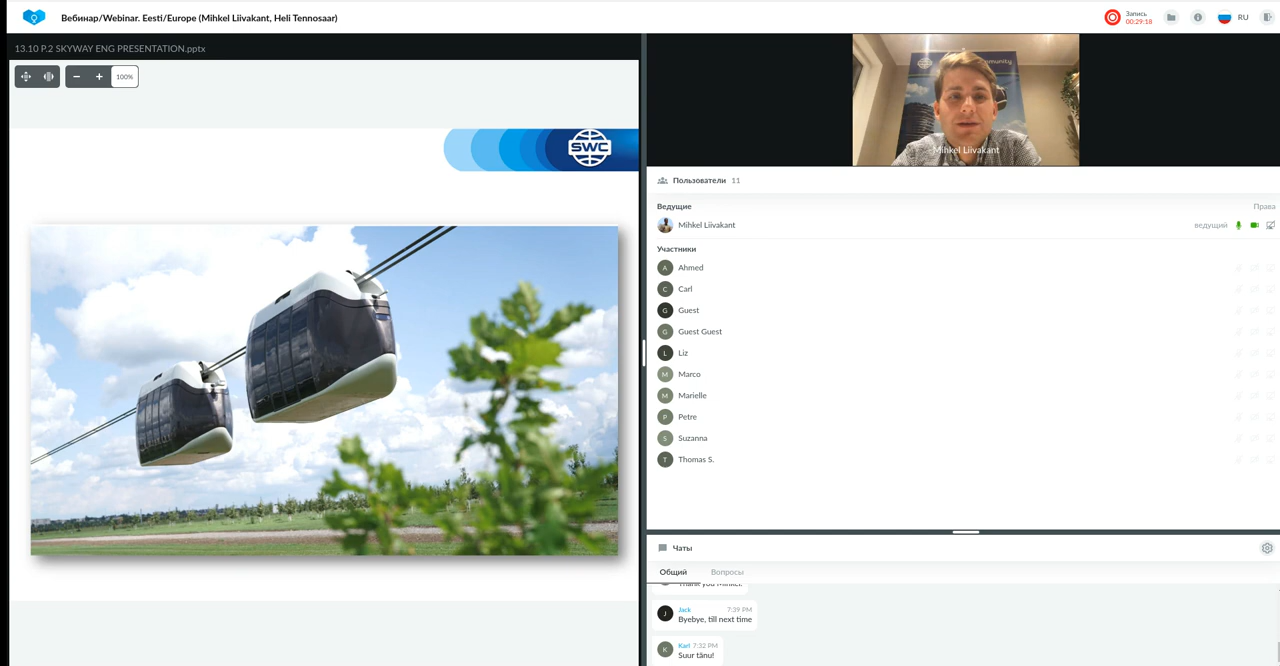 Вебинар/Webinar. Eesti/Europe (Mihkel Liivakant, Heli Tennosaar)
Запись
00:29:18
RU
13.10 P.2 SKYWAY ENG PRESENTATION.pptx
100%
SWC
Mihkel Liivakant
Пользователи 11
Ведущие
Права
Mihkel Liivakant
ведущий
Участники
A Ahmed
C Carl
G Guest
G Guest Guest
L Liz
M Marco
M Marielle
P Petre
S Suzanna
T Thomas S.
Чаты
Общий
Вопросы
Thank you Mihkel.
J Jack 7:39 PM
Byebye, till next time
K Karl 7:32 PM
Suur tänu!